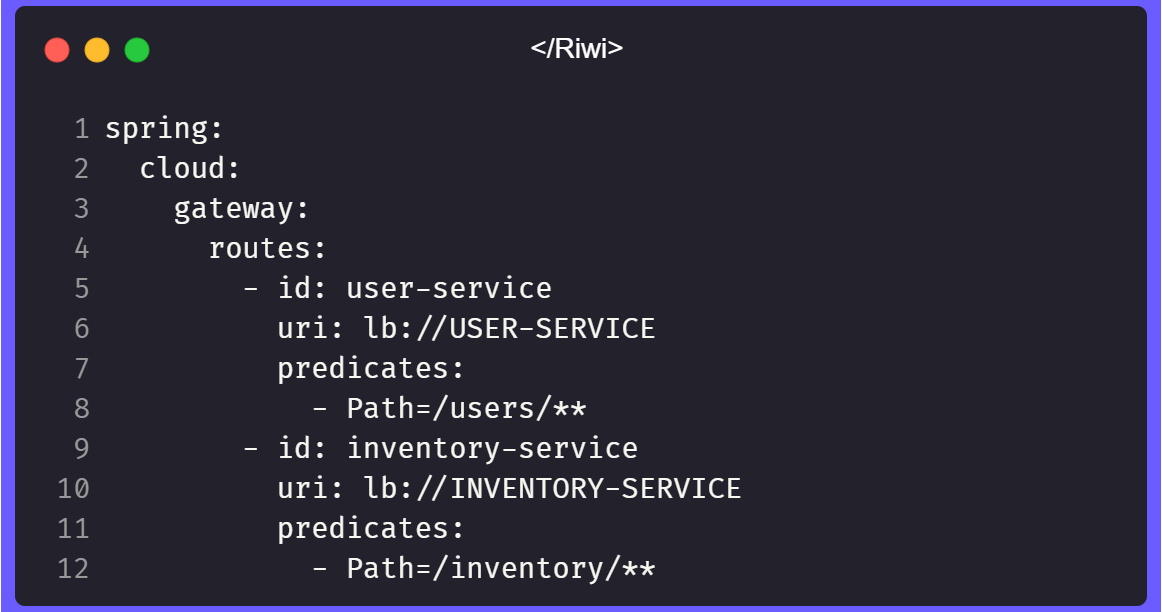 </Riwi>
1 spring:
2   cloud:
3     gateway:
4       routes:
5         - id: user-service
6           uri: lb://USER-SERVICE
7           predicates:
8             - Path=/users/**
9         - id: inventory-service
10           uri: lb://INVENTORY-SERVICE
11           predicates:
12             - Path=/inventory/**